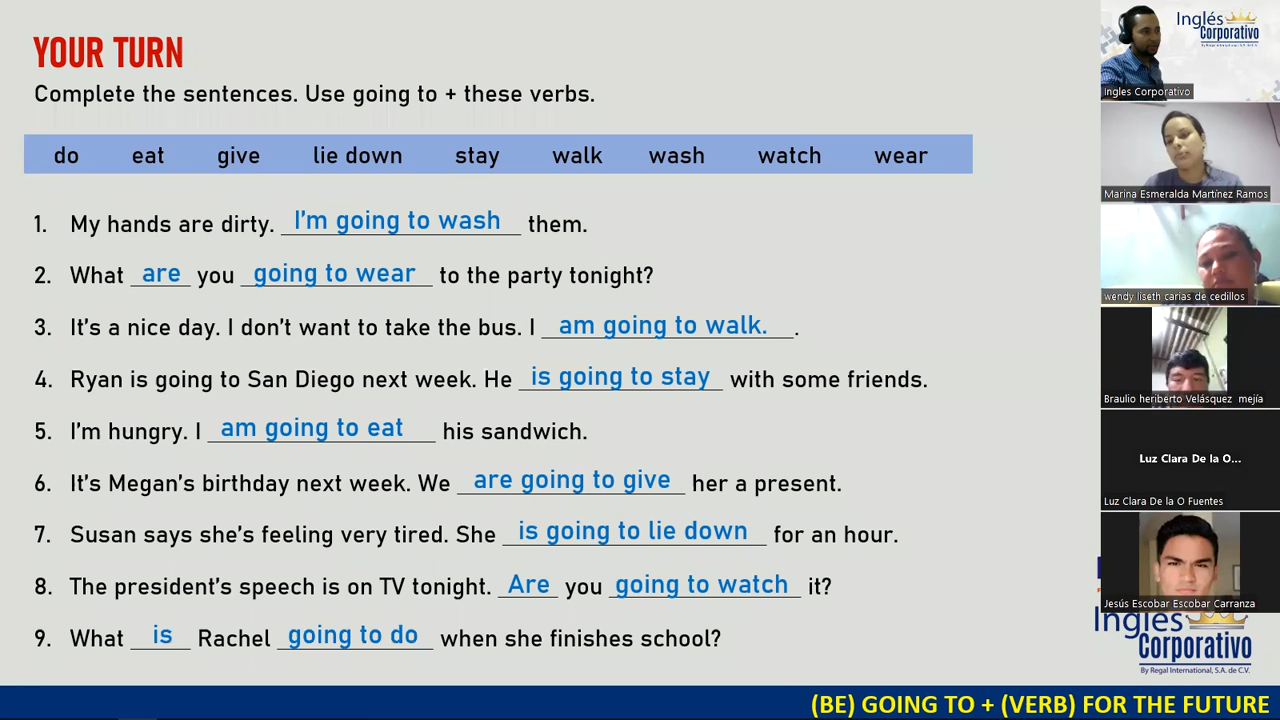 YOUR TURN
Complete the sentences. Use going to + these verbs.
do eat give lie down stay walk wash watch wear
1. My hands are dirty. I'm going to wash them.
2. What are you going to wear to the party tonight?
3. It's a nice day. I don't want to take the bus. I am going to walk. .
4. Ryan is going to San Diego next week. He is going to stay with some friends.
5. I'm hungry. I am going to eat his sandwich.
6. It's Megan's birthday next week. We are going to give her a present.
7. Susan says she's feeling very tired. She is going to lie down for an hour.
8. The president's speech is on TV tonight. Are you going to watch it?
9. What is Rachel going to do when she finishes school?
(BE) GOING TO + (VERB) FOR THE FUTURE
Inglés
Corporativo
By Regal International, S.A. de C.V.
Ingles Corporativo
Marina Esmeralda Martínez Ramos
wendy liseth carias de cedillos
Braulio heriberto Velásquez mejía
Luz Clara De la O...
Luz Clara De la O Fuentes
Jesús Escobar Escobar Carranza
Inglés
Corporativo
By Regal International, S.A. de C.V.